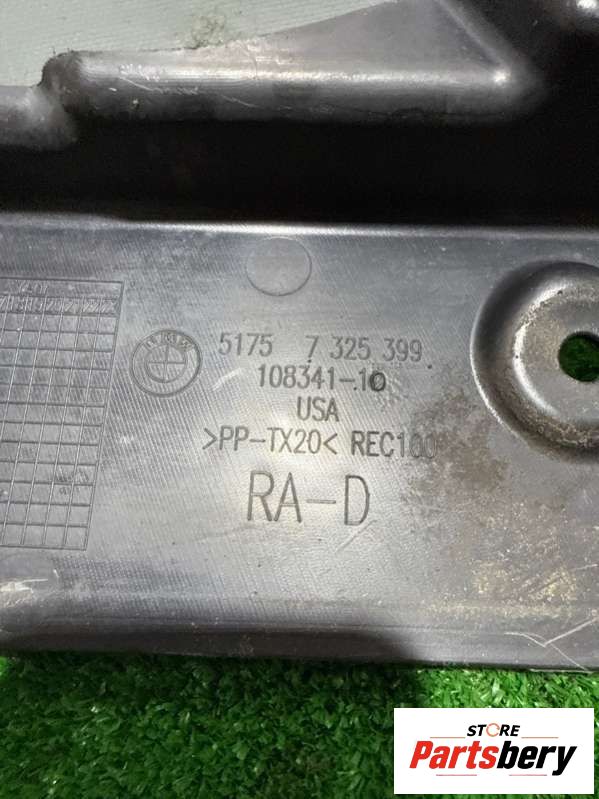 5175 7 325 399
108341-10
USA
>PP-TX20< REC100
RA-D
STORE
Partsbery